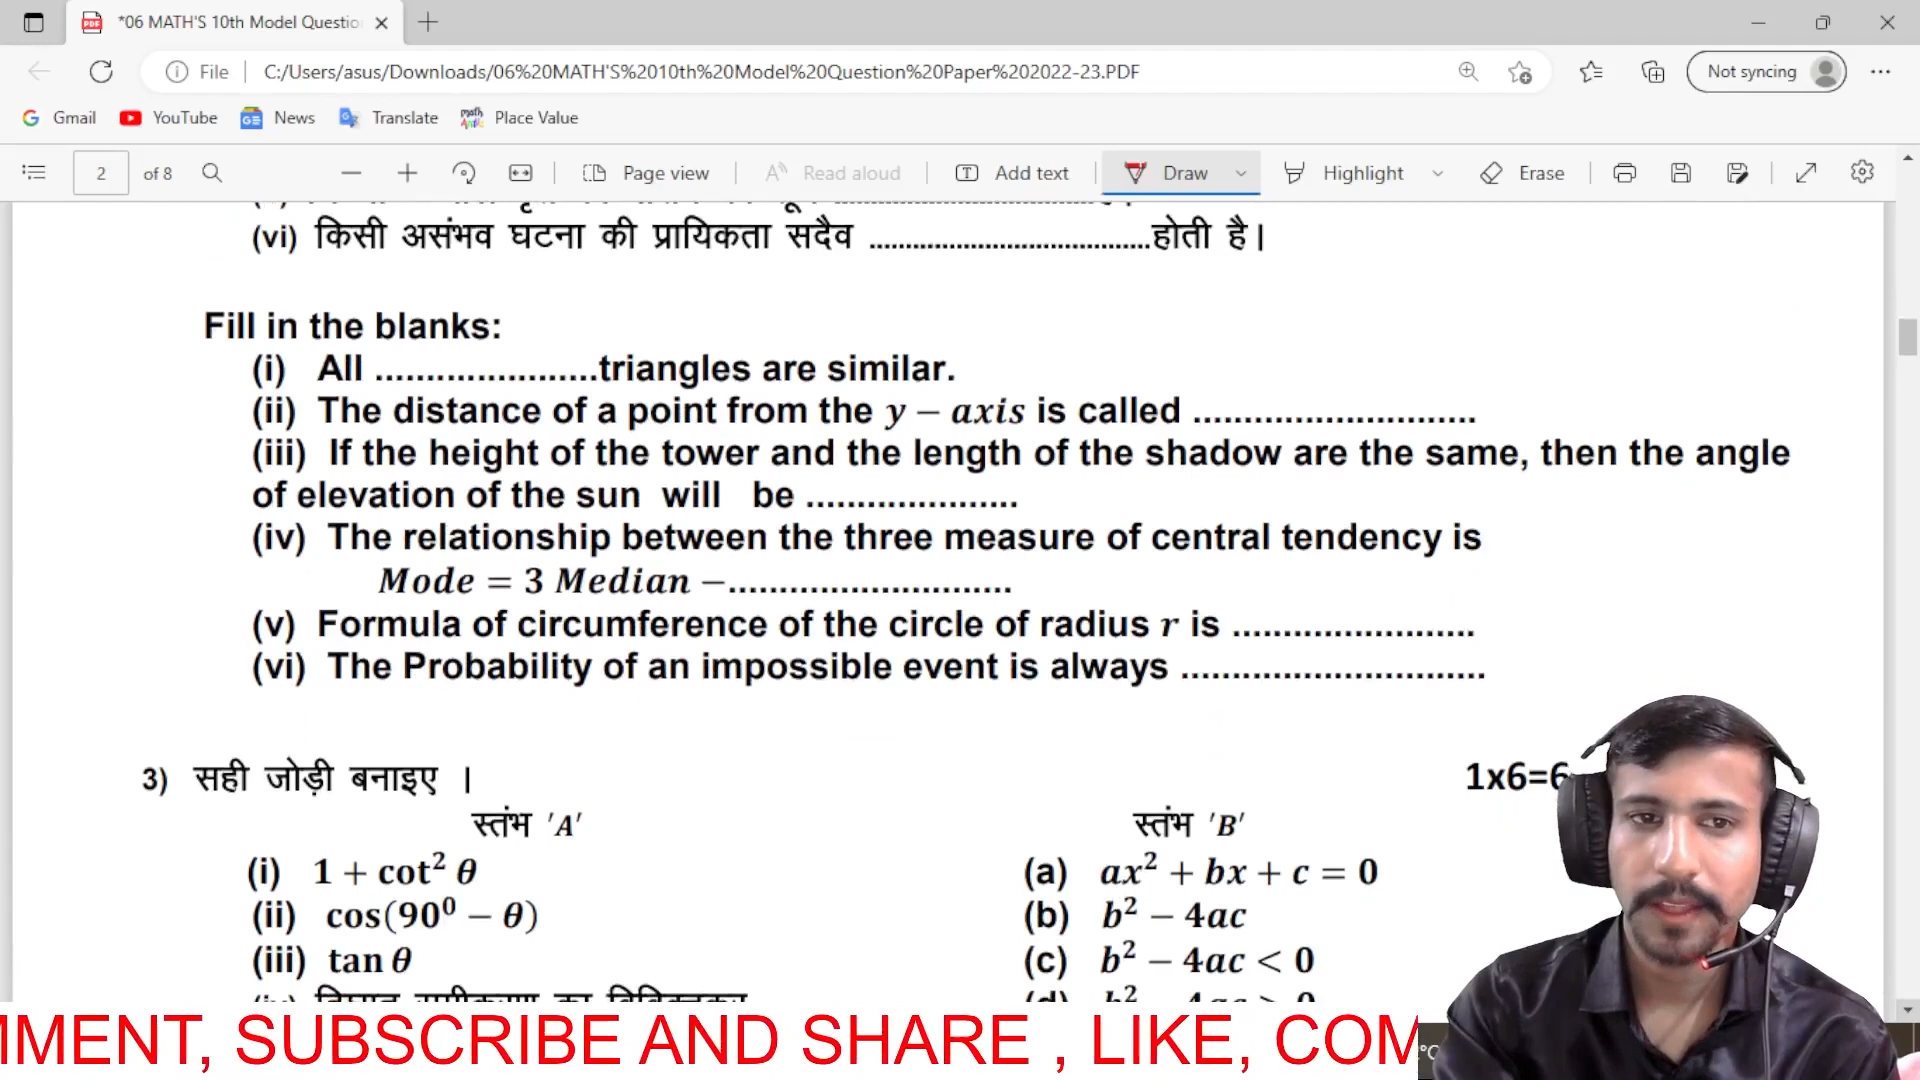 *06 MATH'S 10th Model Questio
File
C:/Users/asus/Downloads/06%20MATH'S%2010th%20Model%20Question%20Paper%202022-23.PDF
Not syncing
Gmail
YouTube
News
Translate
Place Value
2
of 8
Page view
Read aloud
Add text
Draw
Highlight
Erase
(vi) किसी असंभव घटना की प्रायिकता सदैव ......................................होती है।
Fill in the blanks:
(i) All ......................triangles are similar.
(ii) The distance of a point from the y − axis is called ............................
(iii) If the height of the tower and the length of the shadow are the same, then the angle
of elevation of the sun will be .....................
(iv) The relationship between the three measure of central tendency is
Mode = 3 Median −............................
(v) Formula of circumference of the circle of radius r is ........................
(vi) The Probability of an impossible event is always ..............................
3) सही जोड़ी बनाइए ।
1x6=6
स्तंभ 'A'
स्तंभ 'B'
(i) 1 + cot² θ
(a) ax² + bx + c = 0
(ii) cos(90⁰ − θ)
(b) b² − 4ac
(iii) tan θ
(c) b² − 4ac < 0
MMENT, SUBSCRIBE AND SHARE , LIKE, COM